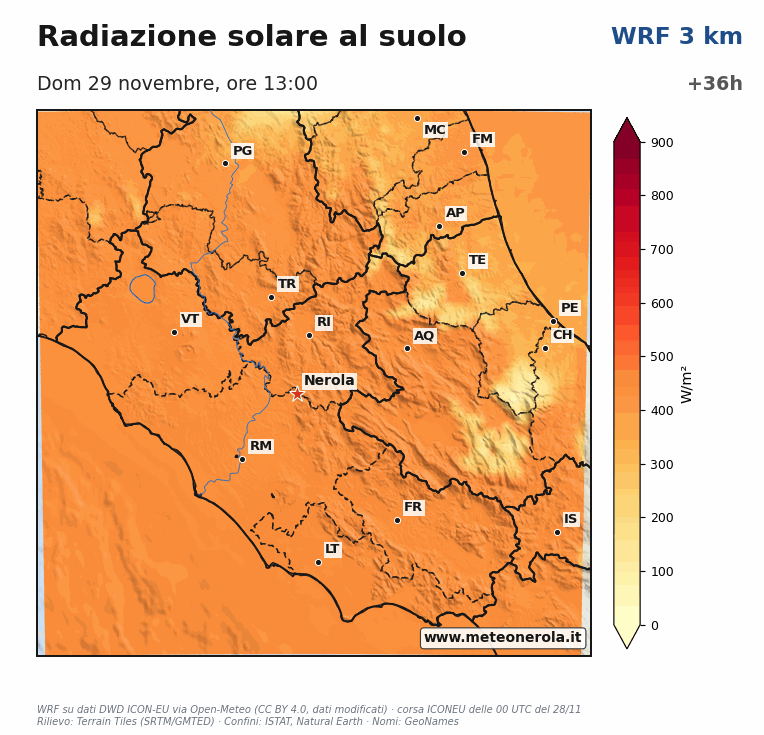 Radiazione solare al suolo
WRF 3 km
Dom 29 novembre, ore 13:00
+36h
MC
FM
PG
AP
TE
TR
PE
VT
RI
AQ
CH
Nerola
RM
FR
IS
LT
www.meteonerola.it
900
800
700
600
500
400
300
200
100
0
W/m²
WRF su dati DWD ICON-EU via Open-Meteo (CC BY 4.0, dati modificati) · corsa ICONEU delle 00 UTC del 28/11
Rilievo: Terrain Tiles (SRTM/GMTED) · Confini: ISTAT, Natural Earth · Nomi: GeoNames